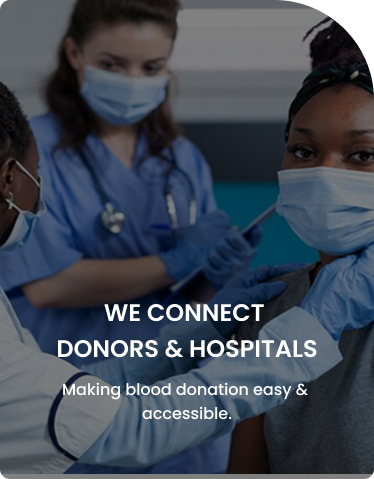 WE CONNECT
DONORS & HOSPITALS
Making blood donation easy &
accessible.